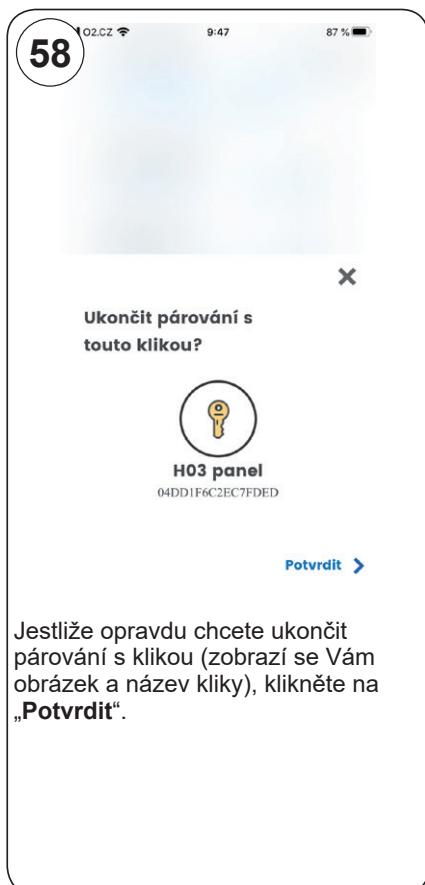 58
O2.CZ 9:47 87 %
Ukončit párování s
touto klikou?
H03 panel
04DD1F6C2EC7FDED
Potvrdit
Jestliže opravdu chcete ukončit
párování s klikou (zobrazí se Vám
obrázek a název kliky), klikněte na
„Potvrdit“.